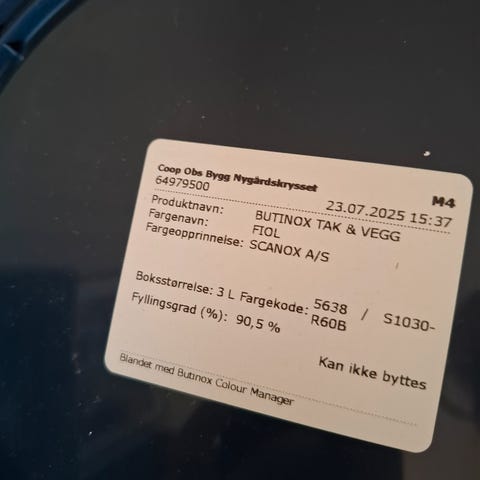 Coop Obs Bygg Nygårdskrysset
64979500
M4
23.07.2025 15:37
Produktnavn: BUTINOX TAK & VEGG
Fargenavn: FIOL
Fargeopprinnelse: SCANOX A/S
Boksstørrelse: 3 L Fargekode: 5638 / S1030-
R60B
Fyllingsgrad (%): 90,5 %
Kan ikke byttes
Blandet med Butinox Colour Manager